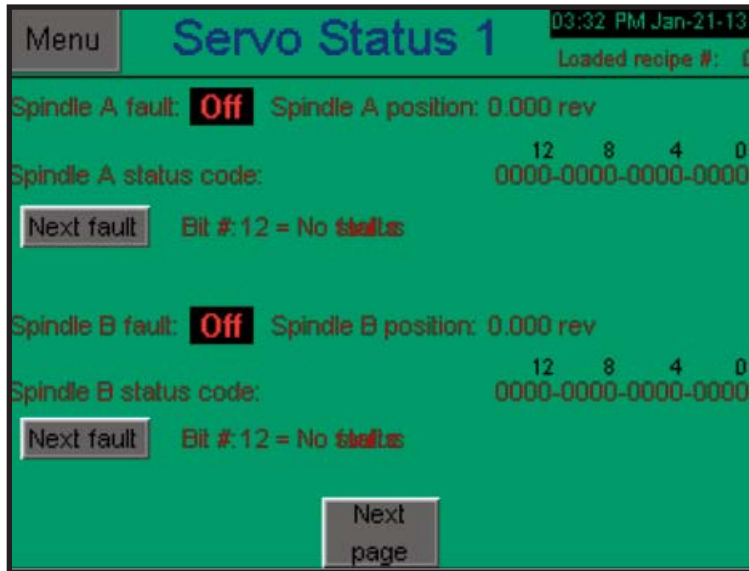 Menu
Servo Status 1
03:32 PM Jan-21-13
Loaded recipe #:
Spindle A fault: Off Spindle A position: 0.000 rev
12 8 4 0
Spindle A status code: 0000-0000-0000-0000
Next fault Bit #:12 = No
Spindle B fault: Off Spindle B position: 0.000 rev
12 8 4 0
Spindle B status code: 0000-0000-0000-0000
Next fault Bit #:12 = No
Next
page